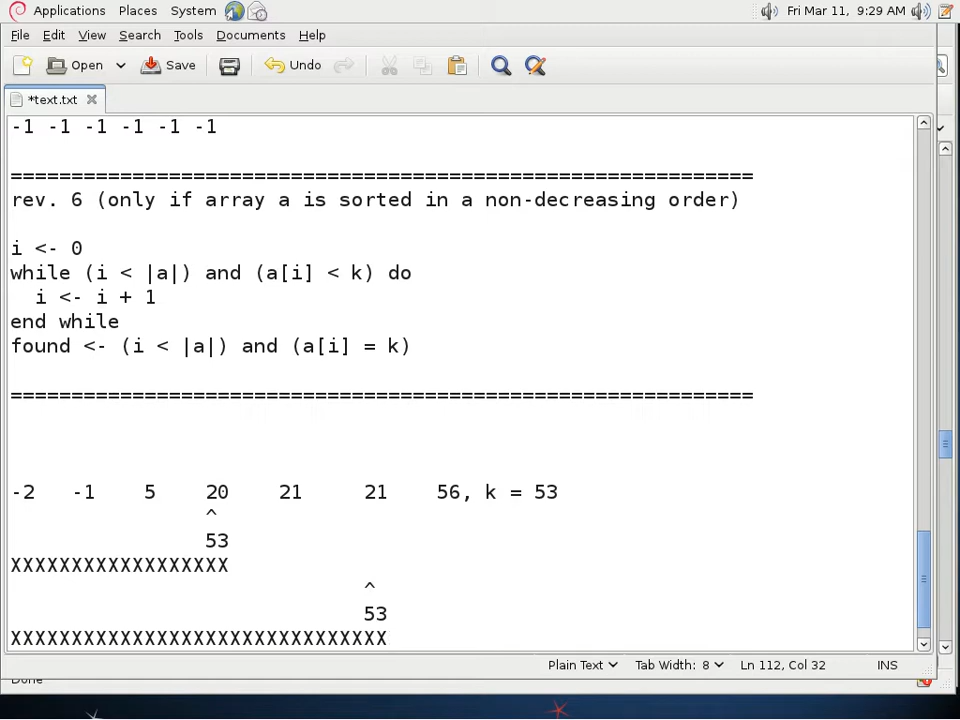 Applications Places System Fri Mar 11, 9:29 AM
File Edit View Search Tools Documents Help
Open Save Undo
*text.txt
-1 -1 -1 -1 -1 -1
=============================================================
rev. 6 (only if array a is sorted in a non-decreasing order)
i <- 0
while (i < |a|) and (a[i] < k) do
  i <- i + 1
end while
found <- (i < |a|) and (a[i] = k)
=============================================================
-2   -1    5    20    21     21    56, k = 53
                ^
                53
XXXXXXXXXXXXXXXXXX
                             ^
                             53
XXXXXXXXXXXXXXXXXXXXXXXXXXXXXXX
Plain Text Tab Width: 8 Ln 112, Col 32 INS
Done